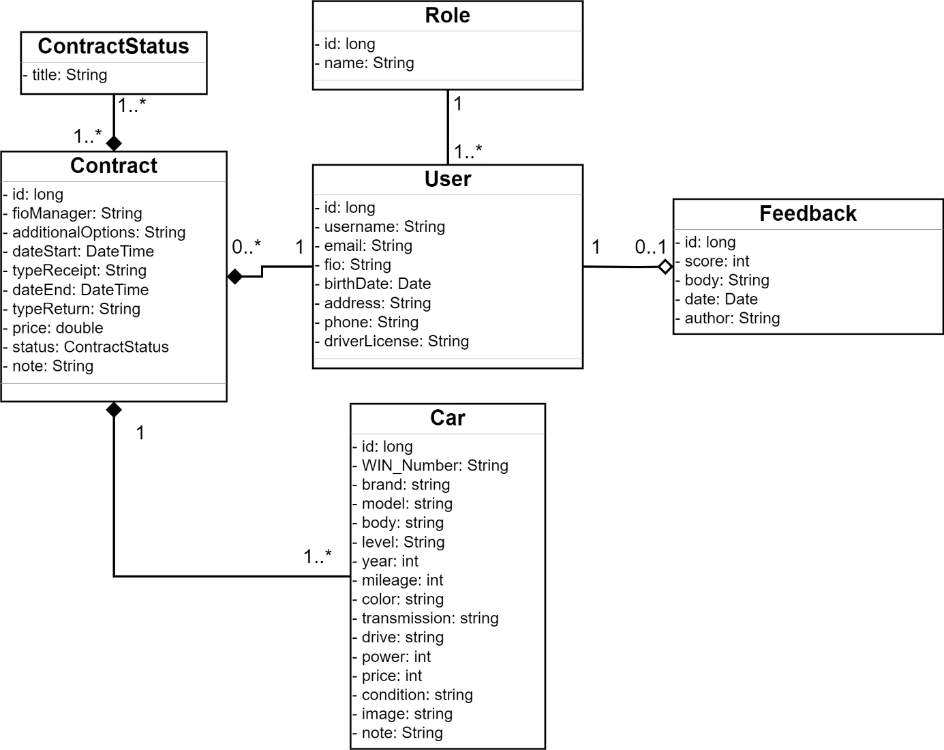 Role
- id: long
- name: String
ContractStatus
- title: String
1..*
1..*
1
1..*
Contract
- id: long
- fioManager: String
- additionalOptions: String
- dateStart: DateTime
- typeReceipt: String
- dateEnd: DateTime
- typeReturn: String
- price: double
- status: ContractStatus
- note: String
0..*
1
User
- id: long
- username: String
- email: String
- fio: String
- birthDate: Date
- address: String
- phone: String
- driverLicense: String
1
0..1
Feedback
- id: long
- score: int
- body: String
- date: Date
- author: String
1
1..*
Car
- id: long
- WIN_Number: String
- brand: string
- model: string
- body: string
- level: String
- year: int
- mileage: int
- color: string
- transmission: string
- drive: string
- power: int
- price: int
- condition: string
- image: string
- note: String